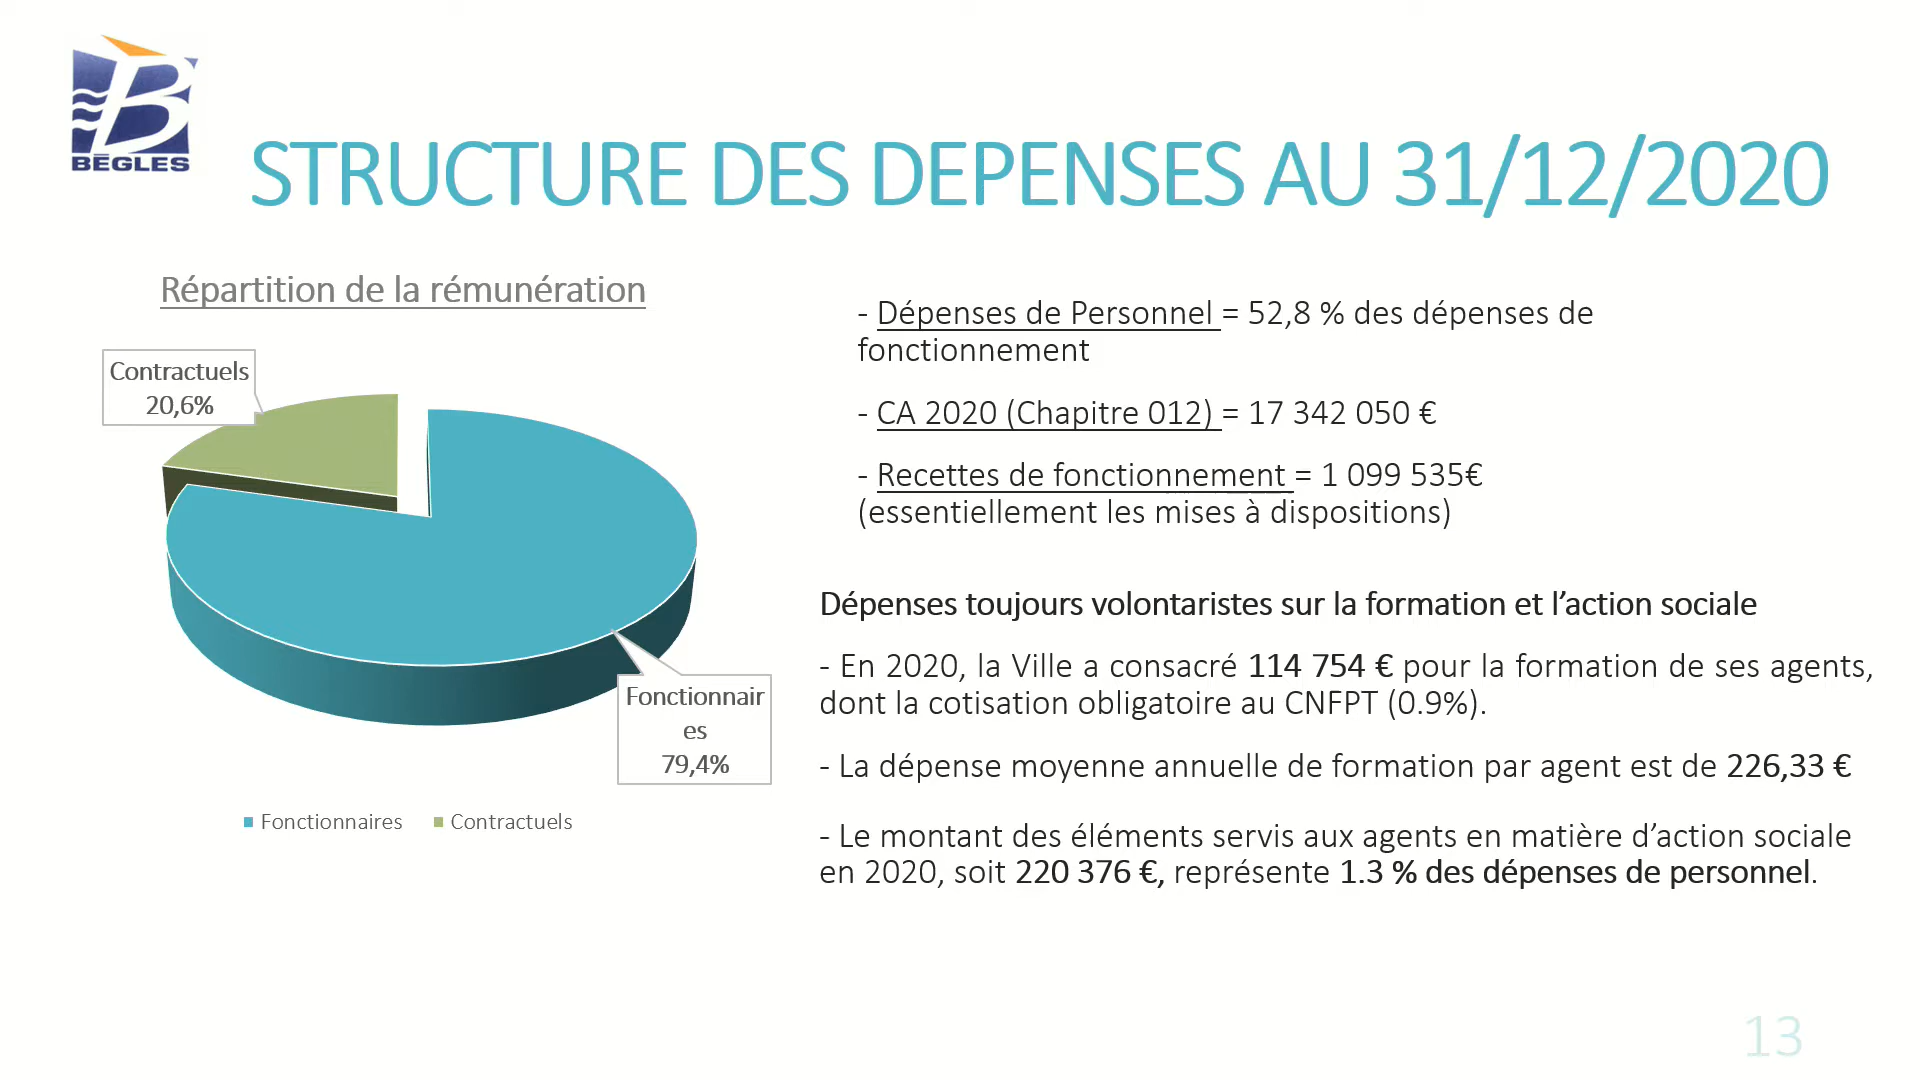 BÈGLES
STRUCTURE DES DEPENSES AU 31/12/2020
Répartition de la rémunération
Contractuels
20,6%
Fonctionnair
es
79,4%
Fonctionnaires
Contractuels
- Dépenses de Personnel = 52,8 % des dépenses de
fonctionnement
- CA 2020 (Chapitre 012) = 17 342 050 €
- Recettes de fonctionnement = 1 099 535€
(essentiellement les mises à dispositions)
Dépenses toujours volontaristes sur la formation et l’action sociale
- En 2020, la Ville a consacré 114 754 € pour la formation de ses agents,
dont la cotisation obligatoire au CNFPT (0.9%).
- La dépense moyenne annuelle de formation par agent est de 226,33 €
- Le montant des éléments servis aux agents en matière d’action sociale
en 2020, soit 220 376 €, représente 1.3 % des dépenses de personnel.
13